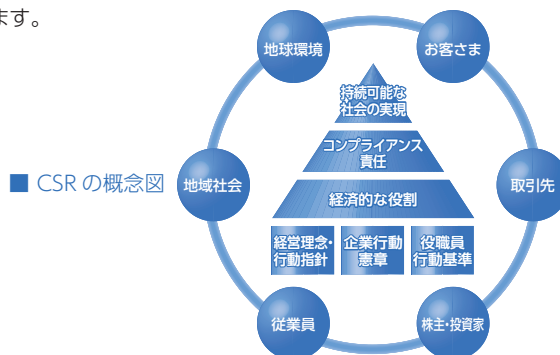 ます。
地球環境
お客さま
持続可能な
社会の実現
コンプライアンス
責任
■ CSRの概念図
地域社会
取引先
経済的な役割
経営理念・
行動指針
企業行動
憲章
役職員
行動基準
従業員
株主・投資家